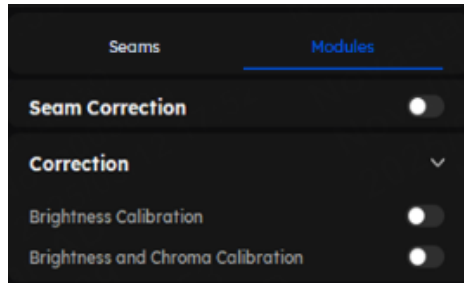 Seams
Modules
Seam Correction
Correction
Brightness Calibration
Brightness and Chroma Calibration